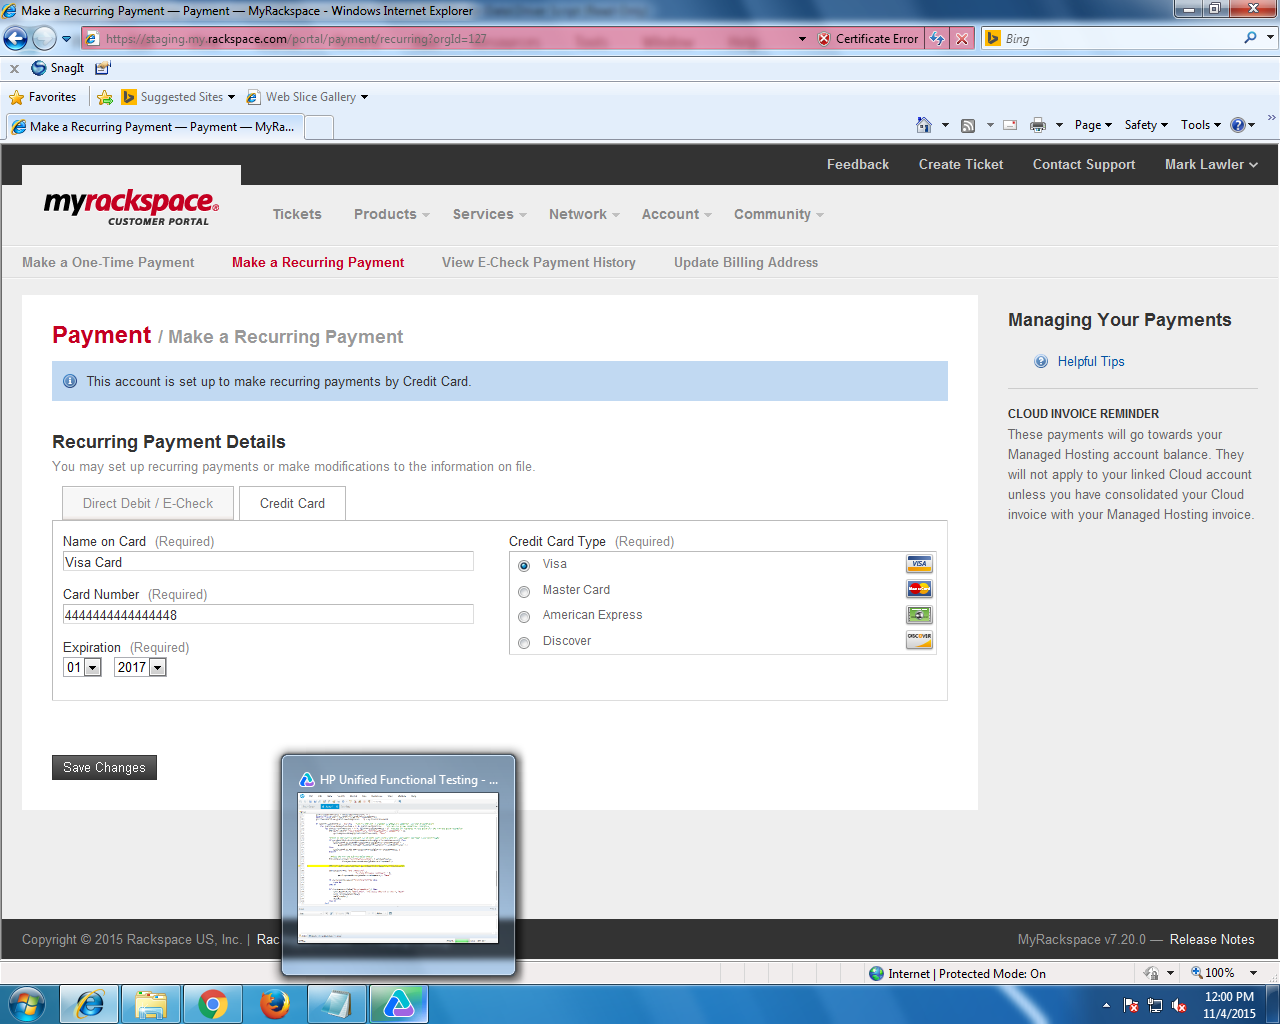 Make a Recurring Payment — Payment — MyRackspace - Windows Internet Explorer
https://staging.my.rackspace.com/portal/payment/recurring?orgId=127
Certificate Error
Bing
x SnagIt
Favorites Suggested Sites Web Slice Gallery
Make a Recurring Payment — Payment — MyRa...
Page Safety Tools
Feedback Create Ticket Contact Support Mark Lawler
myrackspace®
CUSTOMER PORTAL
Tickets Products Services Network Account Community
Make a One-Time Payment Make a Recurring Payment View E-Check Payment History Update Billing Address
Payment / Make a Recurring Payment
This account is set up to make recurring payments by Credit Card.
Recurring Payment Details
You may set up recurring payments or make modifications to the information on file.
Direct Debit / E-Check Credit Card
Name on Card (Required)
Visa Card
Card Number (Required)
4444444444444448
Expiration (Required)
01 2017
Credit Card Type (Required)
Visa VISA
Master Card
American Express
Discover DISCOVER
Save Changes
Managing Your Payments
Helpful Tips
CLOUD INVOICE REMINDER
These payments will go towards your
Managed Hosting account balance. They
will not apply to your linked Cloud account
unless you have consolidated your Cloud
invoice with your Managed Hosting invoice.
HP Unified Functional Testing - ...
Copyright © 2015 Rackspace US, Inc. | Rac
MyRackspace v7.20.0 — Release Notes
Internet | Protected Mode: On
100%
12:00 PM
11/4/2015